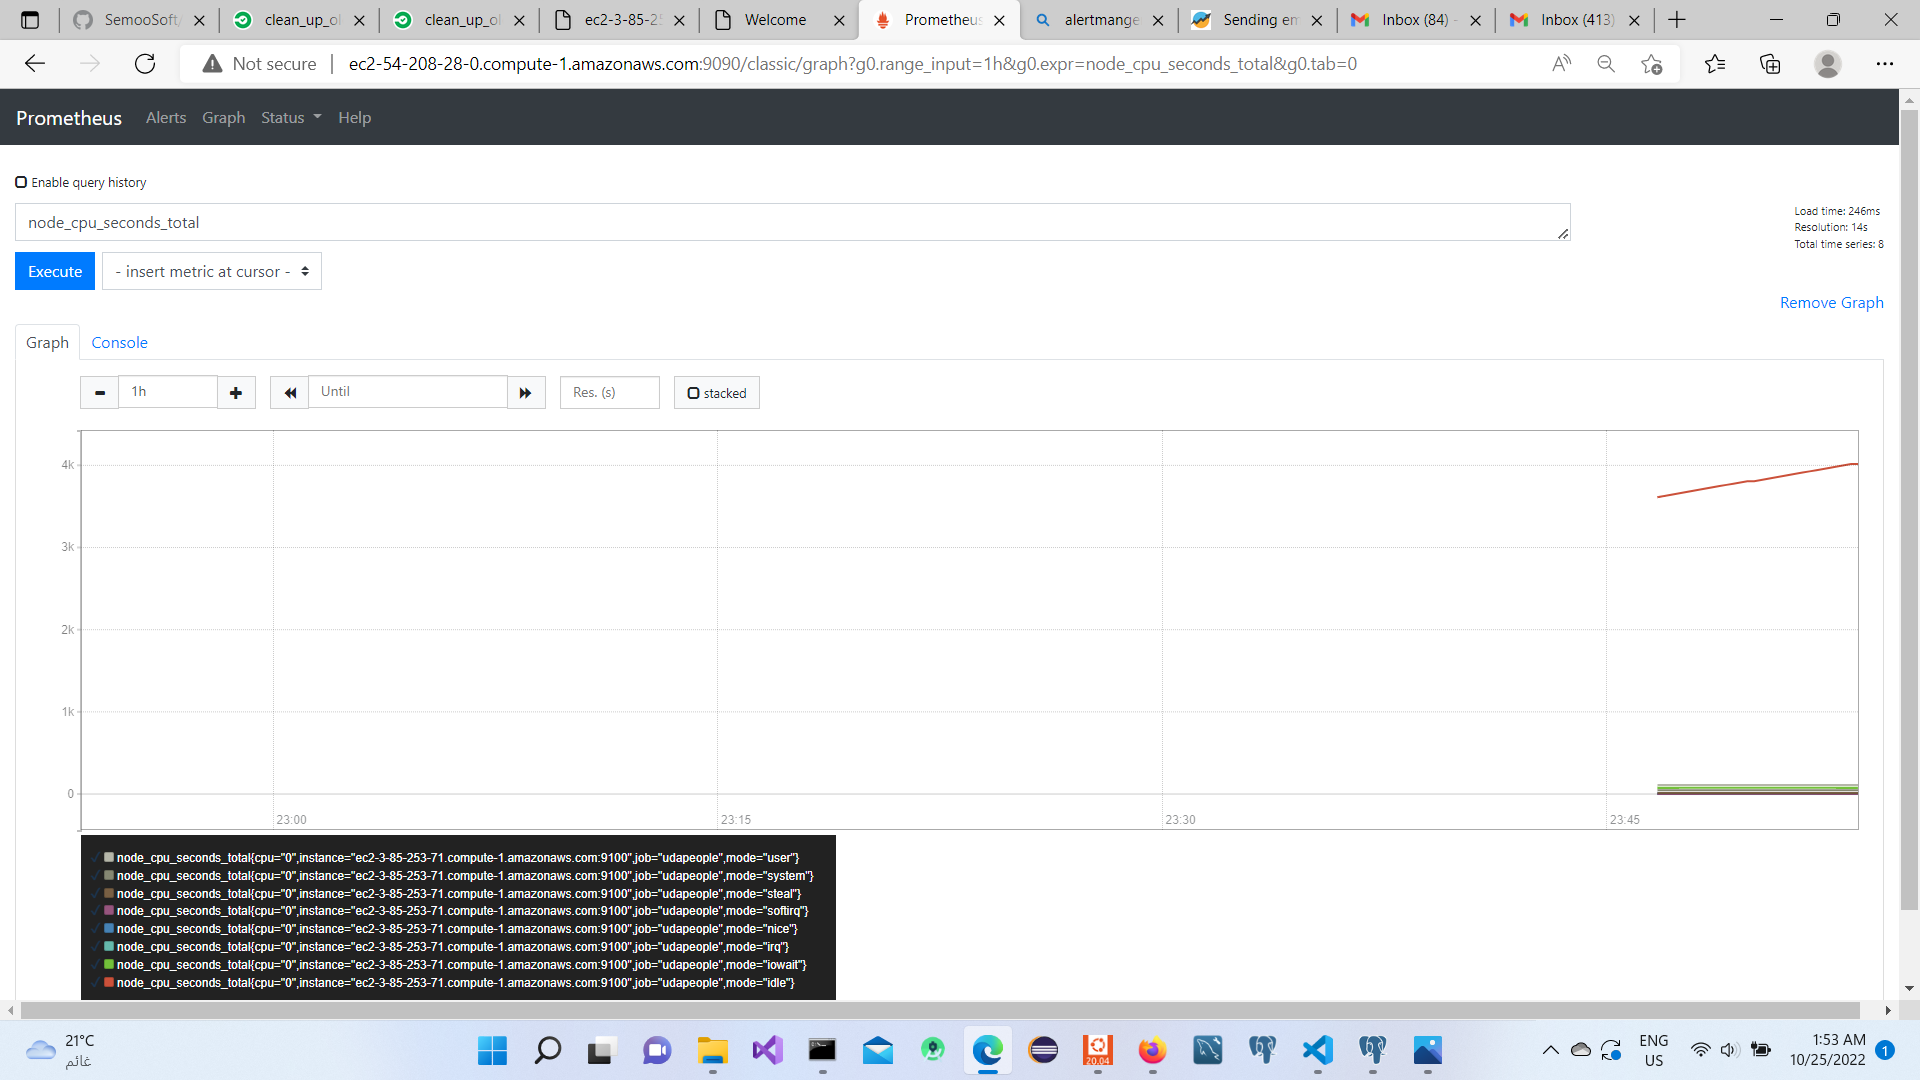 SemooSoft/
clean_up_ol
clean_up_ol
ec2-3-85-25
Welcome
Prometheus
alertmange
Sending em
Inbox (84) -
Inbox (413)
Not secure
ec2-54-208-28-0.compute-1.amazonaws.com:9090/classic/graph?g0.range_input=1h&g0.expr=node_cpu_seconds_total&g0.tab=0
Prometheus Alerts Graph Status Help
Enable query history
node_cpu_seconds_total
Load time: 246ms
Resolution: 14s
Total time series: 8
Execute
- insert metric at cursor -
Remove Graph
Graph
Console
1h
Until
Res. (s)
stacked
4k
3k
2k
1k
0
23:00
23:15
23:30
23:45
node_cpu_seconds_total{cpu="0",instance="ec2-3-85-253-71.compute-1.amazonaws.com:9100",job="udapeople",mode="user"}
node_cpu_seconds_total{cpu="0",instance="ec2-3-85-253-71.compute-1.amazonaws.com:9100",job="udapeople",mode="system"}
node_cpu_seconds_total{cpu="0",instance="ec2-3-85-253-71.compute-1.amazonaws.com:9100",job="udapeople",mode="steal"}
node_cpu_seconds_total{cpu="0",instance="ec2-3-85-253-71.compute-1.amazonaws.com:9100",job="udapeople",mode="softirq"}
node_cpu_seconds_total{cpu="0",instance="ec2-3-85-253-71.compute-1.amazonaws.com:9100",job="udapeople",mode="nice"}
node_cpu_seconds_total{cpu="0",instance="ec2-3-85-253-71.compute-1.amazonaws.com:9100",job="udapeople",mode="irq"}
node_cpu_seconds_total{cpu="0",instance="ec2-3-85-253-71.compute-1.amazonaws.com:9100",job="udapeople",mode="iowait"}
node_cpu_seconds_total{cpu="0",instance="ec2-3-85-253-71.compute-1.amazonaws.com:9100",job="udapeople",mode="idle"}
21°C
غائم
20.04
ENG
US
1:53 AM
10/25/2022
1